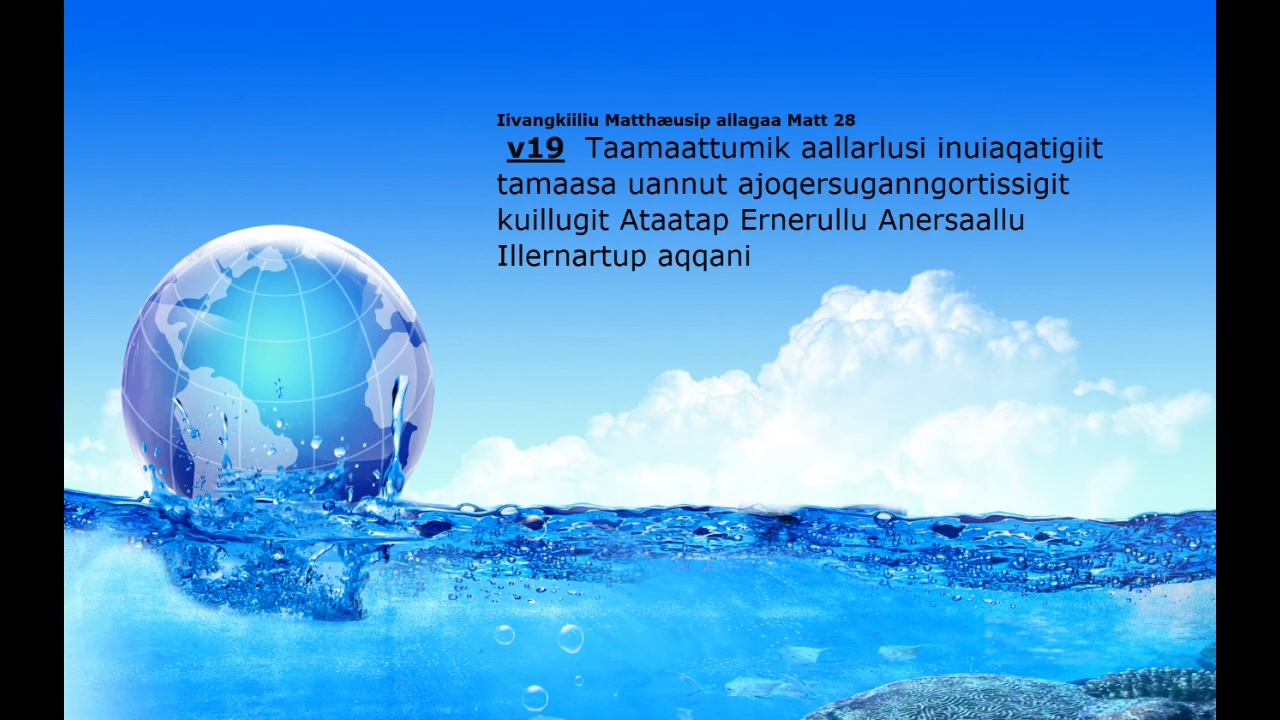 Iivangkiiliu Matthæusip allagaa Matt 28
v19 Taamaattumik aallarlusi inuiaqatigiit
tamaasa uannut ajoqersuganngortissigit
kuillugit Ataatap Ernerullu Anersaallu
Illernartup aqqani